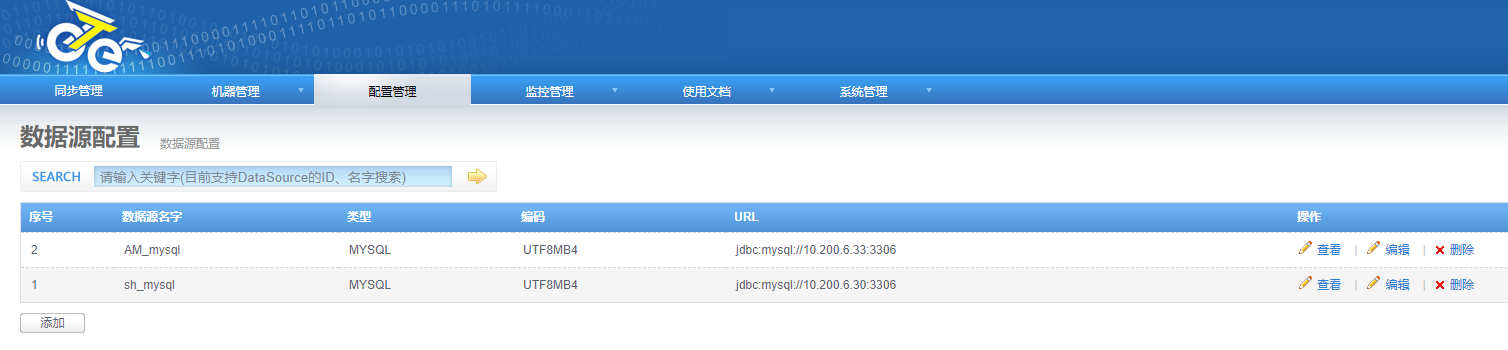 eTe
同步管理 机器管理 配置管理 监控管理 使用文档 系统管理
数据源配置 数据源配置
SEARCH 请输入关键字(目前支持DataSource的ID、名字搜索)
序号 数据源名字 类型 编码 URL 操作
2 AM_mysql MYSQL UTF8MB4 jdbc:mysql://10.200.6.33:3306 查看 | 编辑 | 删除
1 sh_mysql MYSQL UTF8MB4 jdbc:mysql://10.200.6.30:3306 查看 | 编辑 | 删除
添加